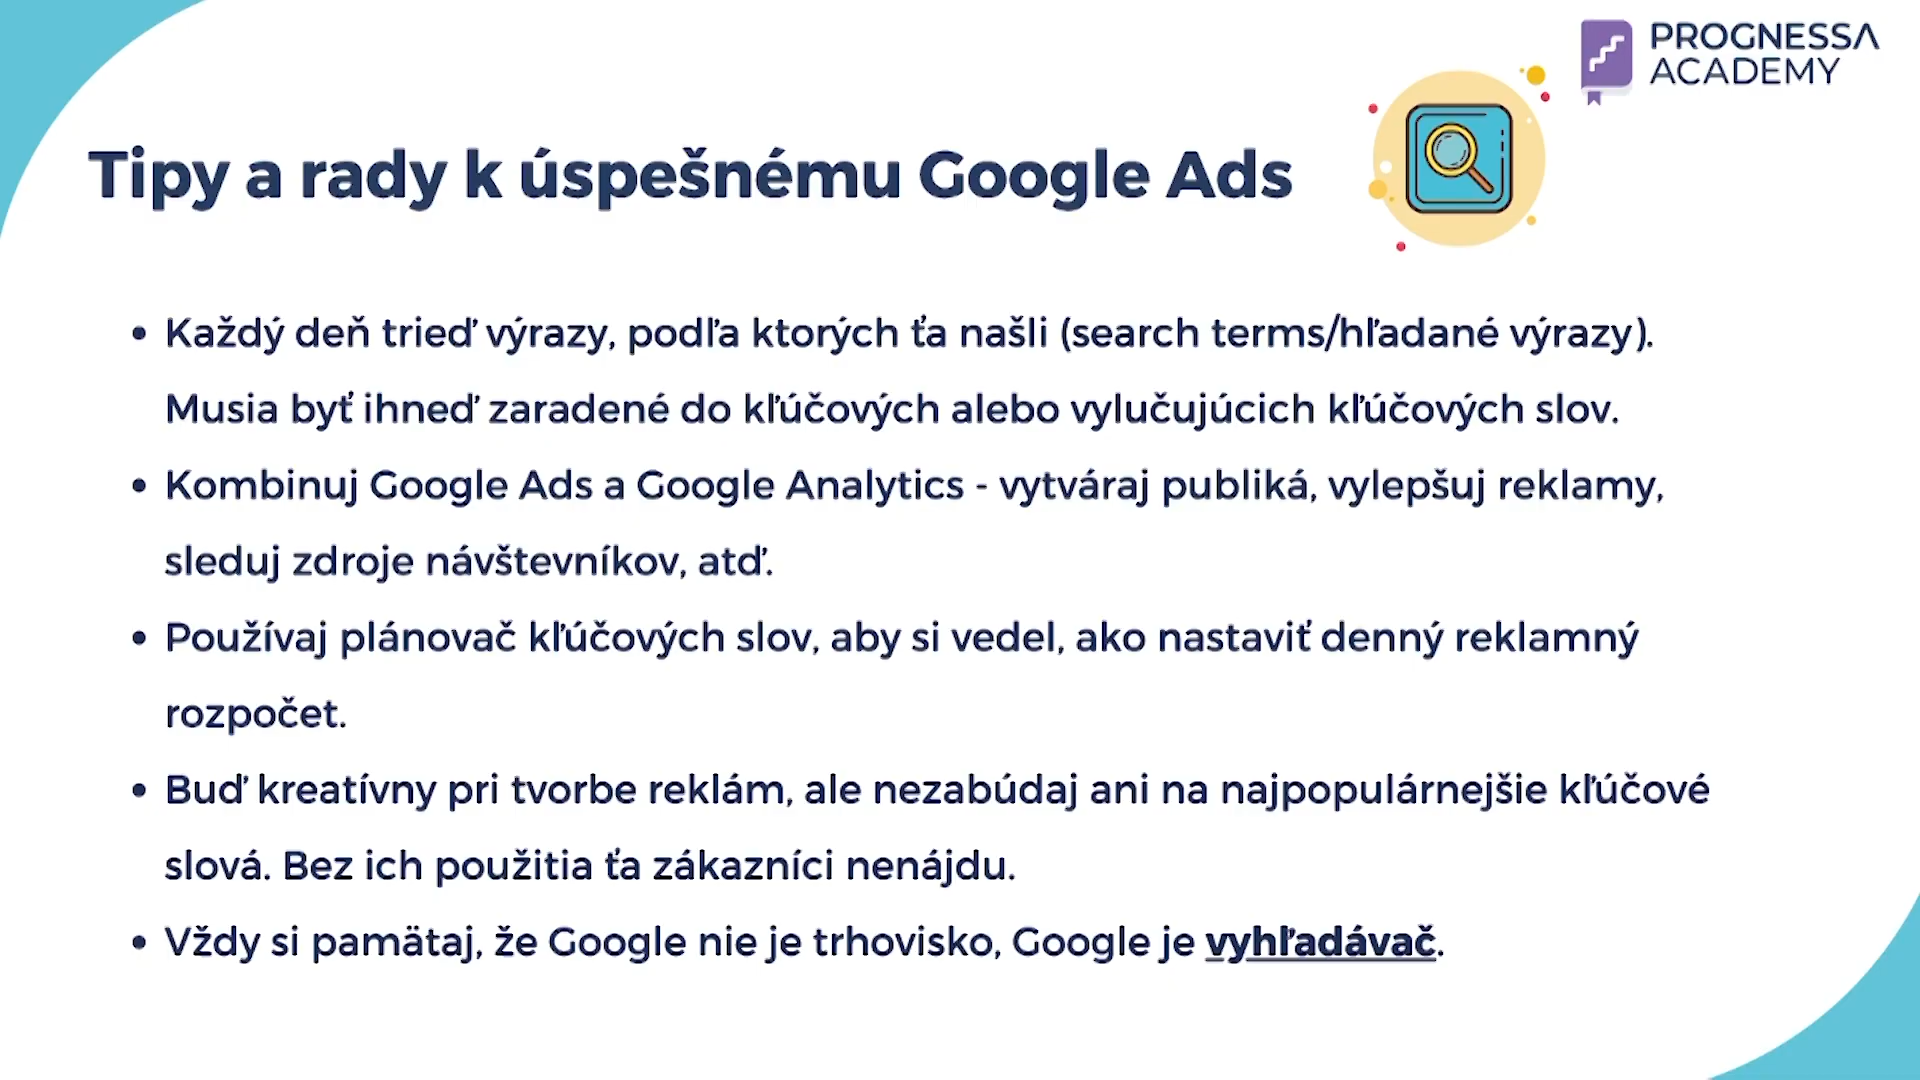 PROGNESSA
ACADEMY
Tipy a rady k úspešnému Google Ads
• Každý deň trieď výrazy, podľa ktorých ťa našli (search terms/hľadané výrazy).
Musia byť ihneď zaradené do kľúčových alebo vylučujúcich kľúčových slov.
• Kombinuj Google Ads a Google Analytics - vytváraj publiká, vylepšuj reklamy,
sleduj zdroje návštevníkov, atď.
• Používaj plánovač kľúčových slov, aby si vedel, ako nastaviť denný reklamný
rozpočet.
• Buď kreatívny pri tvorbe reklám, ale nezabúdaj ani na najpopulárnejšie kľúčové
slová. Bez ich použitia ťa zákazníci nenájdu.
• Vždy si pamätaj, že Google nie je trhovisko, Google je vyhľadávač.